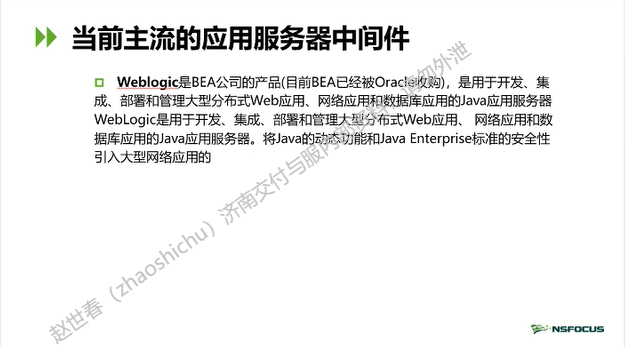 当前主流的应用服务器中间件
Weblogic是BEA公司的产品(目前BEA已经被Oracle收购)，是用于开发、集
成、部署和管理大型分布式Web应用、网络应用和数据库应用的Java应用服务器
WebLogic是用于开发、集成、部署和管理大型分布式Web应用、 网络应用和数
据库应用的Java应用服务器。将Java的动态功能和Java Enterprise标准的安全性
引入大型网络应用的
赵世春（zhaoshichu）济南交付与服 内部 料，请勿外泄
NSFOCUS